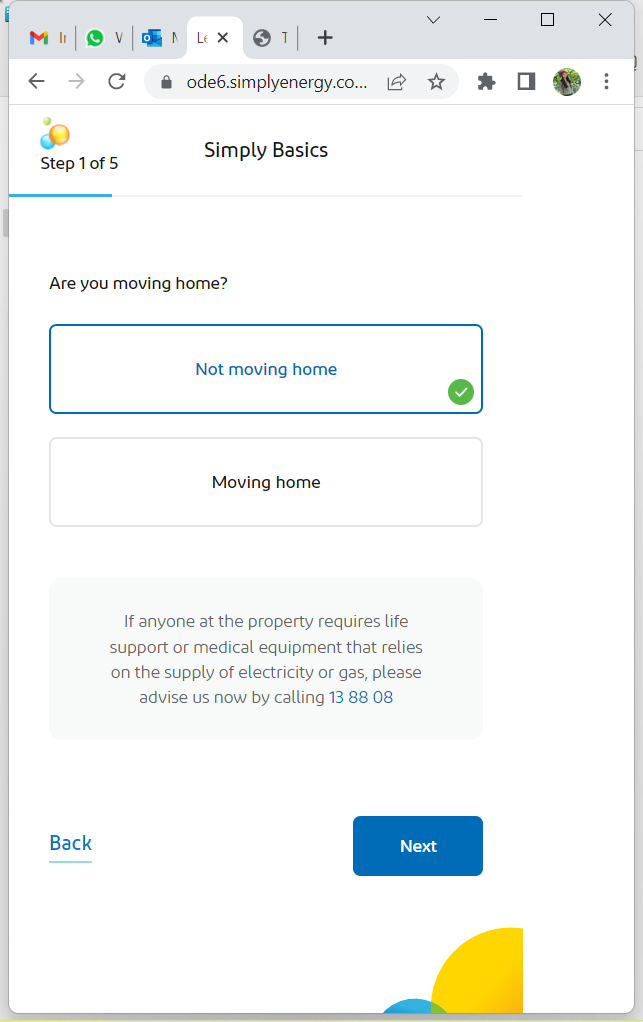 ode6.simplyenergy.co...
Step 1 of 5
Simply Basics
Are you moving home?
Not moving home
Moving home
If anyone at the property requires life
support or medical equipment that relies
on the supply of electricity or gas, please
advise us now by calling 13 88 08
Back
Next